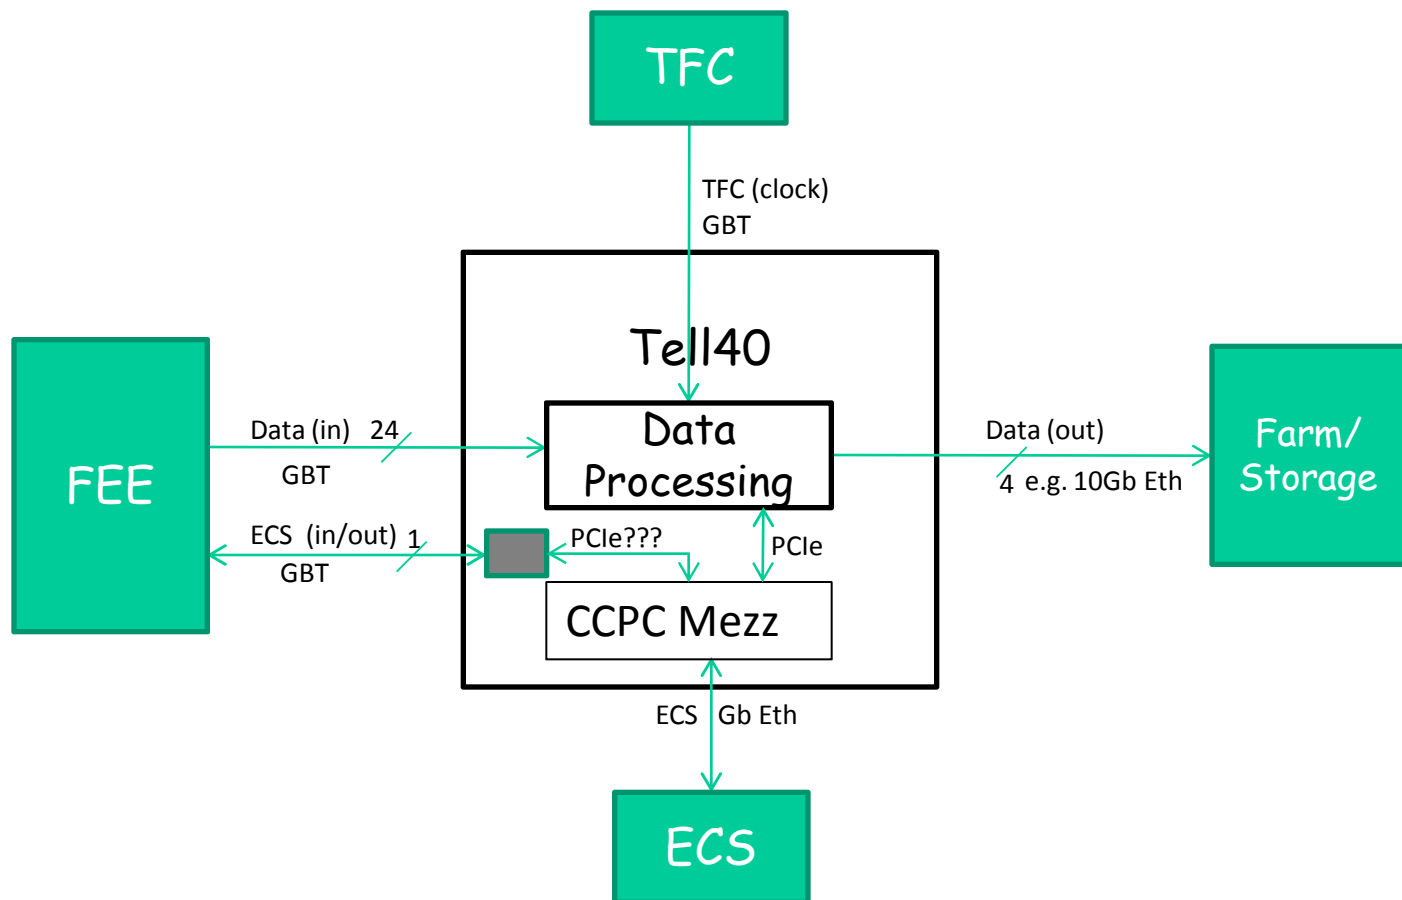 TFC
TFC (clock)
GBT
Tell40
Data (in) 24
GBT
FEE
ECS (in/out) 1
GBT
Data
Processing
Data (out)
4 e.g. 10Gb Eth
Farm/
Storage
PCIe???
PCIe
CCPC Mezz
ECS Gb Eth
ECS